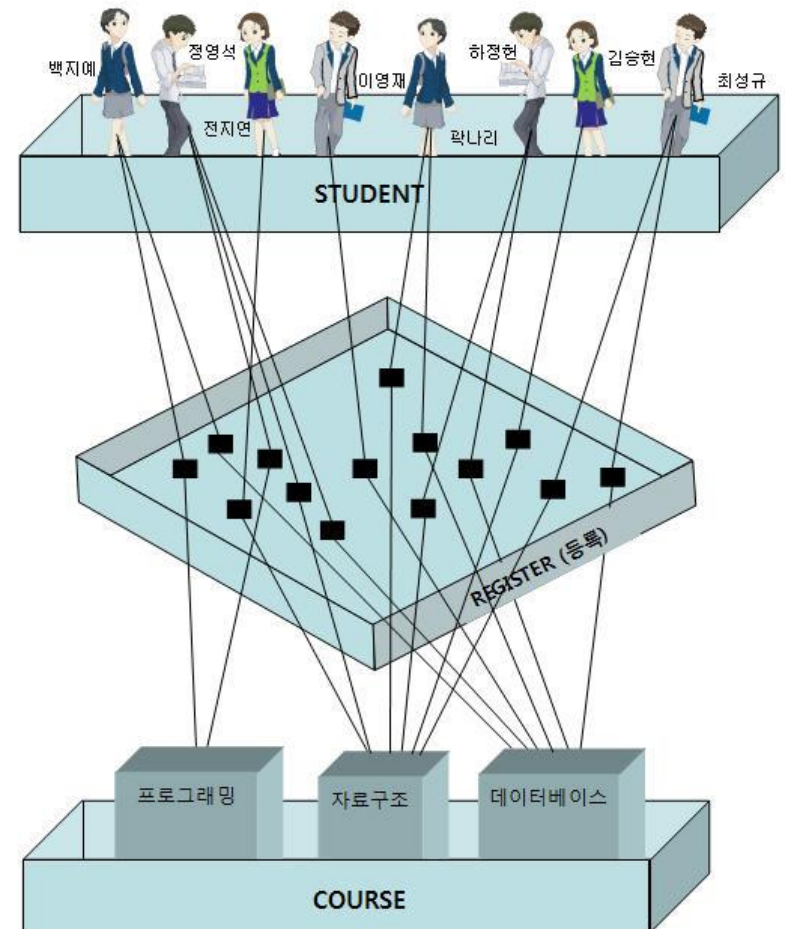 백지예
정영석
전지연
이영재
곽나리
하정헌
김승현
최성규
STUDENT
REGISTER (등록)
프로그래밍
자료구조
데이터베이스
COURSE